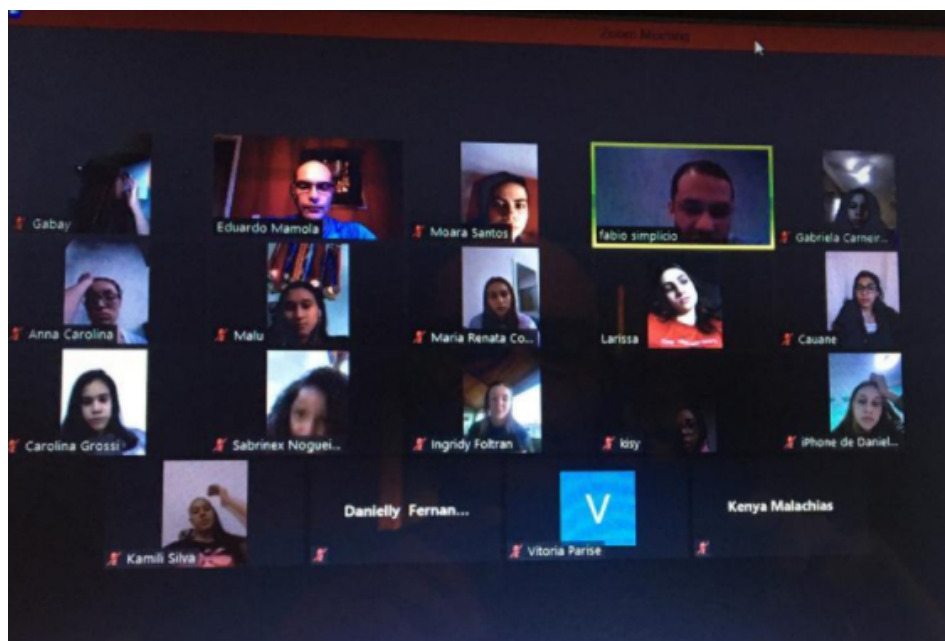 Zoom Meeting
Gabay
Eduardo Mamola
Moara Santos
fabio simplicio
Gabriela Carneir...
Anna Carolina
Malu
Maria Renata Co...
Larissa
Cauane
Carolina Grossi
Sabrinex Noguei...
Ingridy Foltran
kisy
iPhone de Daniel...
Kamili Silva
Danielly Fernan...
V
Vitoria Parise
Kenya Malachias